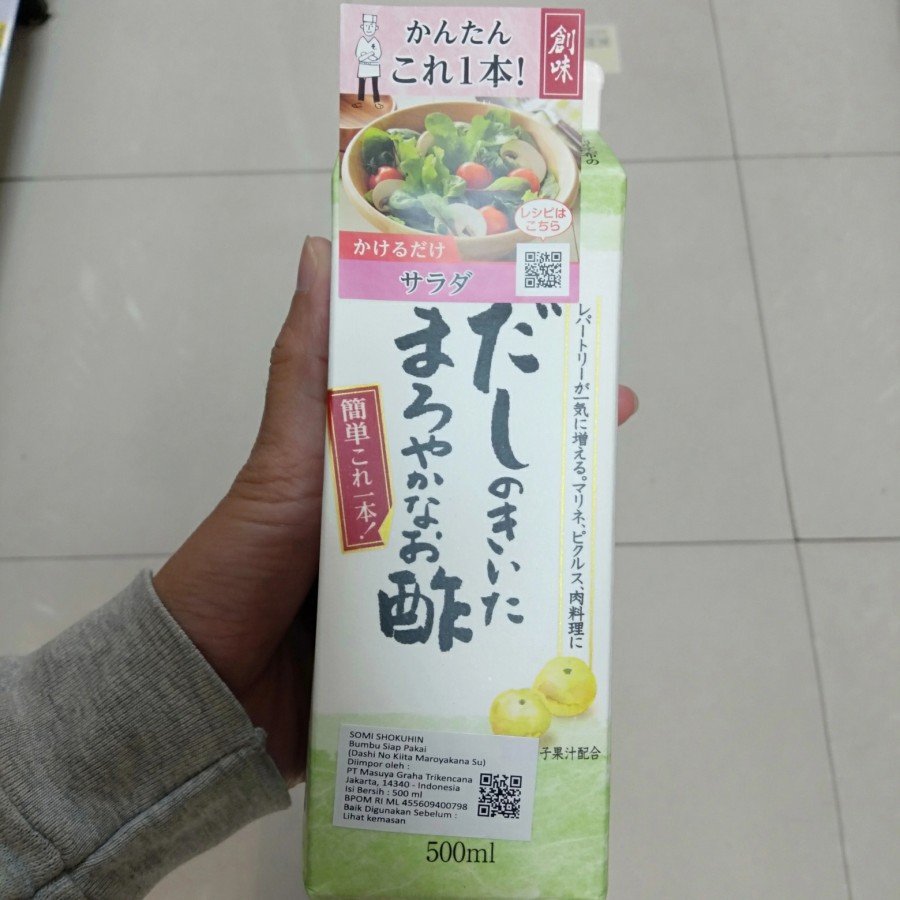 かんたん
これ1本!
創味
レシピは
こちら
かけるだけ
サラダ
レパートリーが一気に増える。マリネ、ピクルス、肉料理に
だしのきいた
まろやかなお酢
簡単これ一本!
子果汁配合
SOMI SHOKUHIN
Bumbu Siap Pakai
(Dashi No Kiita Maroyakana Su)
Diimpor oleh :
PT Masuya Graha Trikencana
Jakarta, 14340 - Indonesia
Isi Bersih : 500 ml
BPOM RI ML 455609400798
Baik Digunakan Sebelum :
Lihat kemasan
500ml